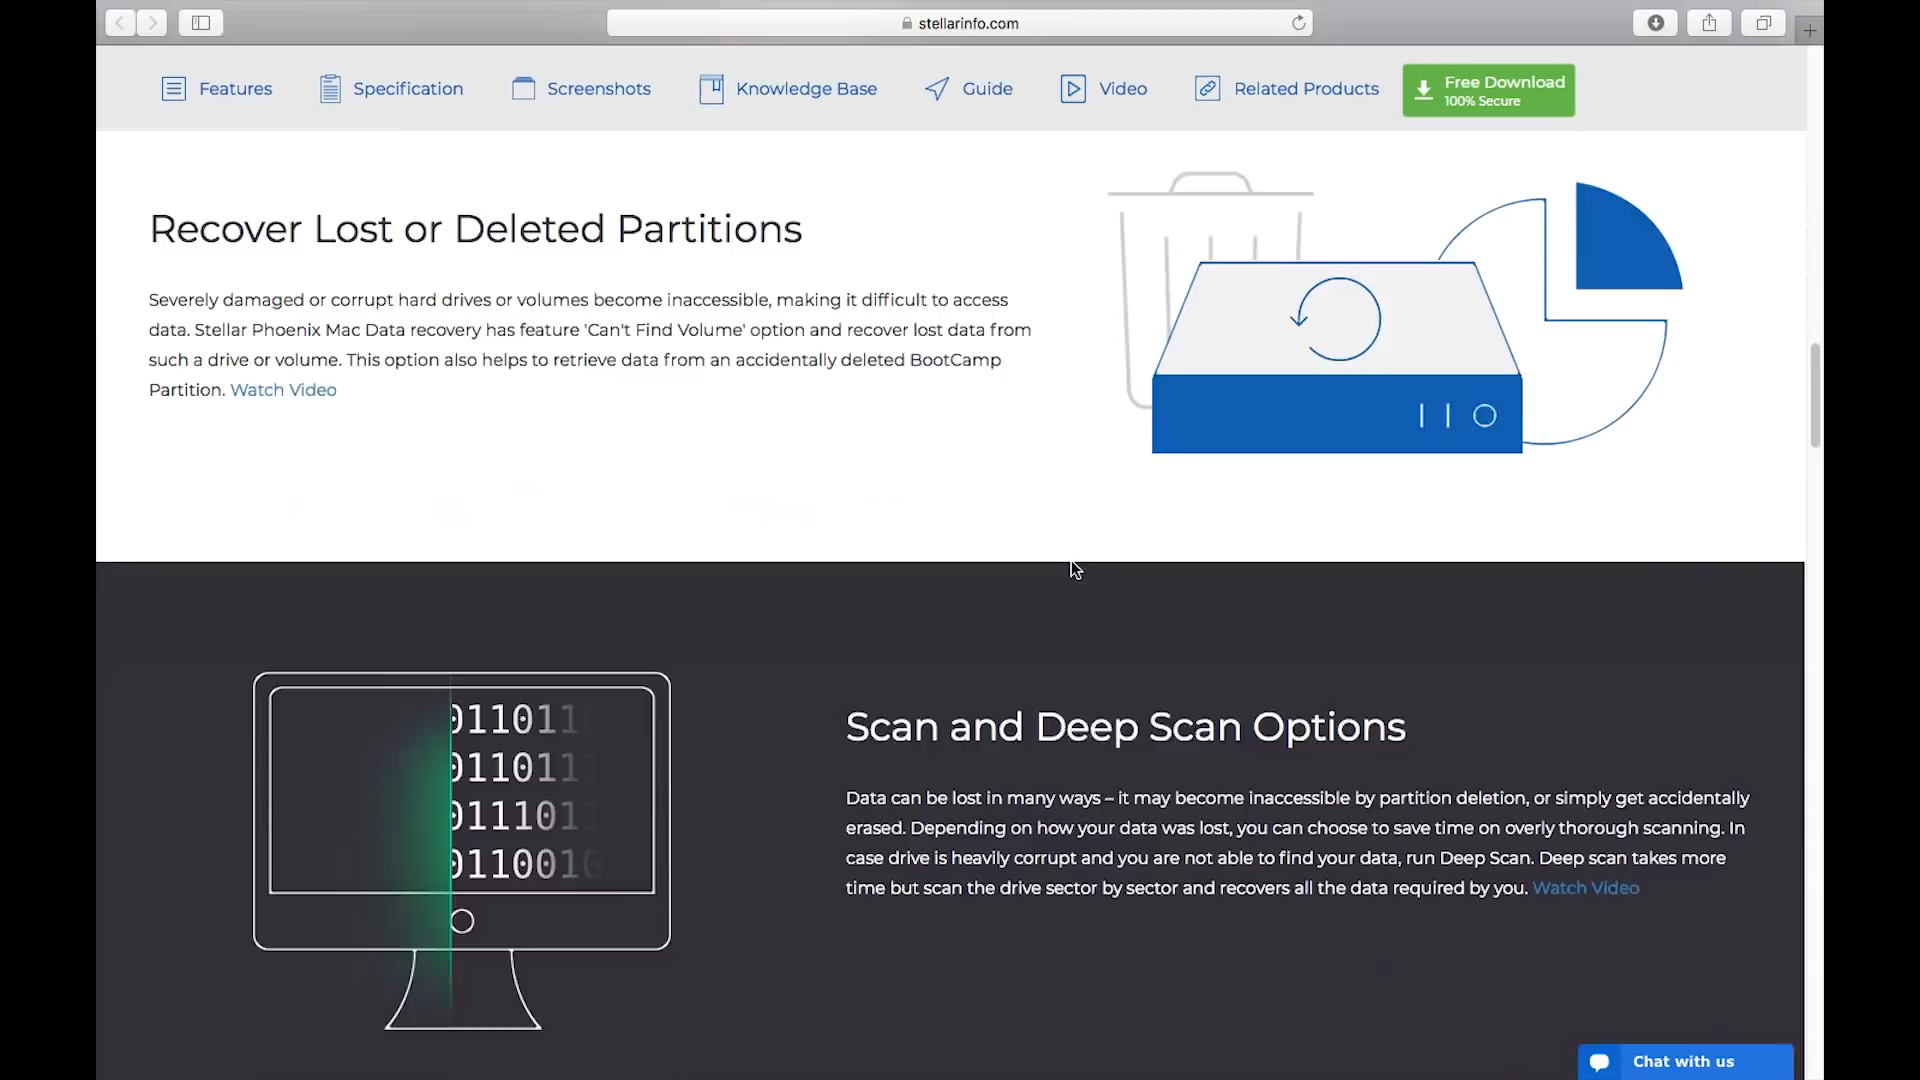 stellarinfo.com
Features Specification Screenshots Knowledge Base Guide Video Related Products Free Download
100% Secure
Recover Lost or Deleted Partitions
Severely damaged or corrupt hard drives or volumes become inaccessible, making it difficult to access
data. Stellar Phoenix Mac Data recovery has feature 'Can't Find Volume' option and recover lost data from
such a drive or volume. This option also helps to retrieve data from an accidentally deleted BootCamp
Partition. Watch Video
011011
011011
011101
0110010
Scan and Deep Scan Options
Data can be lost in many ways – it may become inaccessible by partition deletion, or simply get accidentally
erased. Depending on how your data was lost, you can choose to save time on overly thorough scanning. In
case drive is heavily corrupt and you are not able to find your data, run Deep Scan. Deep scan takes more
time but scan the drive sector by sector and recovers all the data required by you. Watch Video
Chat with us